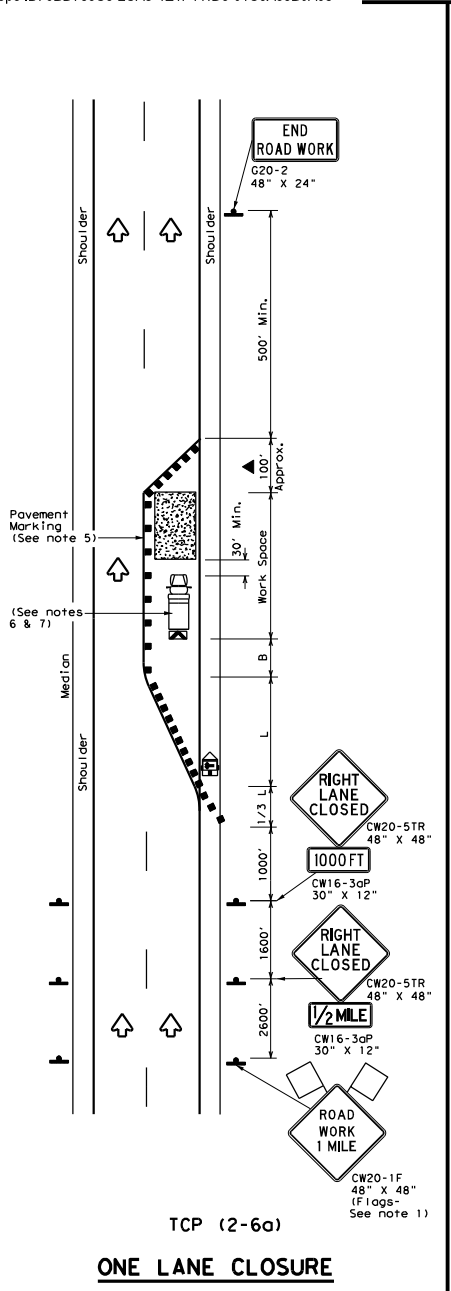 END
ROAD WORK
G20-2
48" X 24"
Shoulder
Shoulder
500' Min.
100'
Approx.
Pavement
Marking
(See note 5)
30' Min.
Work Space
(See notes
6 & 7)
B
Median
L
Shoulder
1/3 L
RIGHT
LANE
CLOSED
CW20-5TR
48" X 48"
1000'
1000 FT
CW16-3aP
30" X 12"
1600'
RIGHT
LANE
CLOSED
CW20-5TR
48" X 48"
1/2 MILE
CW16-3aP
30" X 12"
2600'
ROAD
WORK
1 MILE
CW20-1F
48" X 48"
(Flags-
See note 1)
TCP (2-6a)
ONE LANE CLOSURE